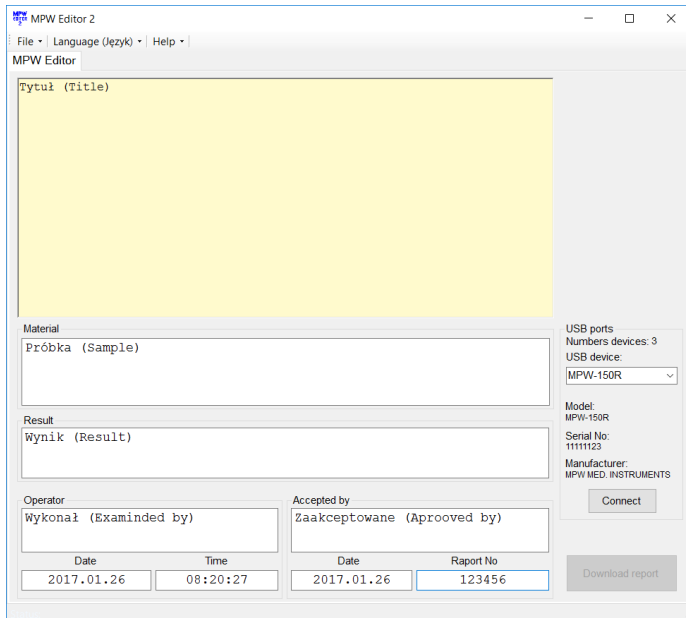 MPW Editor 2
File Language (Język) Help
MPW Editor
Tytuł (Title)
Material
Próbka (Sample)
Result
Wynik (Result)
Operator
Wykonał (Examinded by)
Date Time
2017.01.26 08:20:27
Accepted by
Zaakceptowane (Aprooved by)
Date Raport No
2017.01.26 123456
USB ports
Numbers devices: 3
USB device:
MPW-150R
Model:
MPW-150R
Serial No:
11111123
Manufacturer:
MPW MED. INSTRUMENTS
Connect
Download report